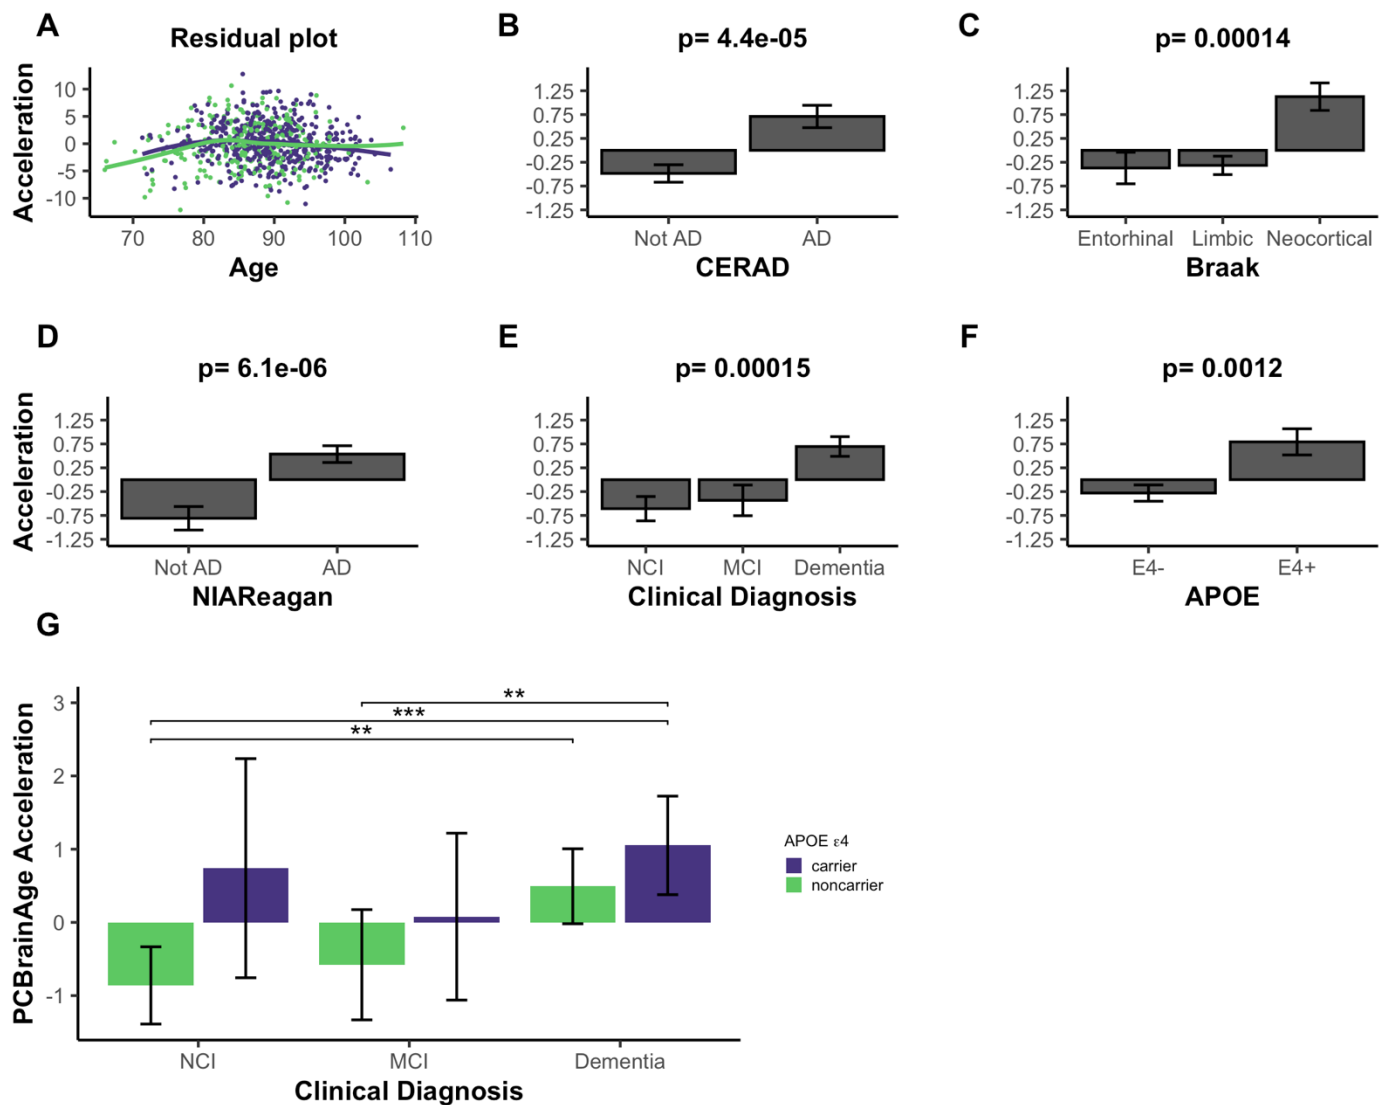 A
Residual plot
Acceleration
10
5
0
-5
-10
70 80 90 100 110
Age
B
p= 4.4e-05
1.25
0.75
0.25
-0.25
-0.75
-1.25
Not AD AD
CERAD
C
p= 0.00014
1.25
0.75
0.25
-0.25
-0.75
-1.25
Entorhinal Limbic Neocortical
Braak
D
p= 6.1e-06
Acceleration
1.25
0.75
0.25
-0.25
-0.75
-1.25
Not AD AD
NIAReagan
E
p= 0.00015
1.25
0.75
0.25
-0.25
-0.75
-1.25
NCI MCI Dementia
Clinical Diagnosis
F
p= 0.0012
1.25
0.75
0.25
-0.25
-0.75
-1.25
E4- E4+
APOE
G
PCBrainAge Acceleration
3
2
1
0
-1
**
***
**
NCI MCI Dementia
Clinical Diagnosis
APOE ε4
carrier
noncarrier